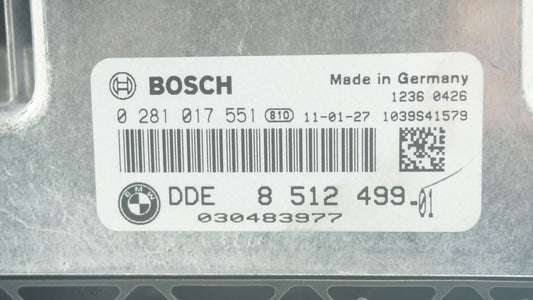 BOSCH Made in Germany
1236 0426
0 281 017 551 810 11-01-27 1039S41579
BMW DDE 8 512 499-01
030483977